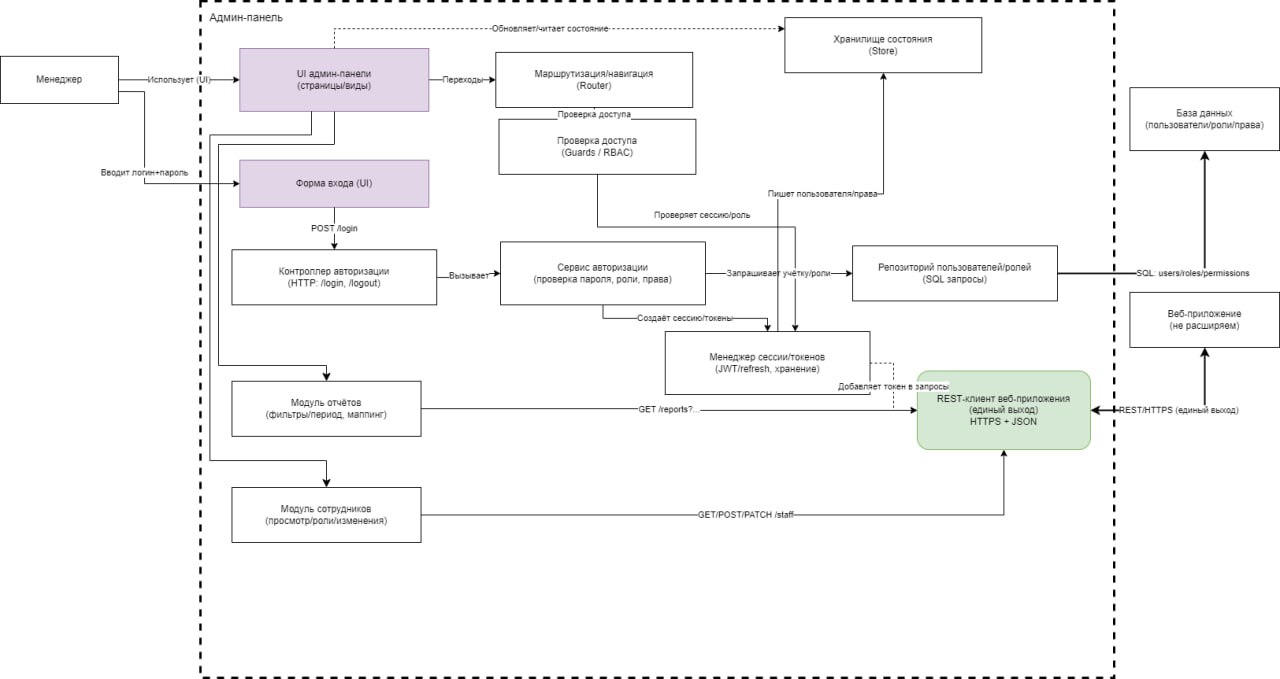 Админ-панель
Обновляет/читает состояние
Хранилище состояния
(Store)
Менеджер
Использует (UI)
UI админ-панели
(страницы/виды)
Переходы
Маршрутизация/навигация
(Router)
Проверка доступа
Проверка доступа
(Guards / RBAC)
База данных
(пользователи/роли/права)
Вводит логин+пароль
Форма входа (UI)
Пишет пользователя/права
Проверяет сессию/роль
POST /login
Контроллер авторизации
(HTTP: /login, /logout)
Вызывает
Сервис авторизации
(проверка пароля, роли, права)
Запрашивает учётку/роли
Репозиторий пользователей/ролей
(SQL запросы)
SQL: users/roles/permissions
Создаёт сессию/токены
Веб-приложение
(не расширяем)
Менеджер сессии/токенов
(JWT/refresh, хранение)
Добавляет токен в запросы
Модуль отчётов
(фильтры/период, маппинг)
GET /reports?...
REST-клиент веб-приложения
(единый выход)
HTTPS + JSON
REST/HTTPS (единый выход)
Модуль сотрудников
(просмотр/роли/изменения)
GET/POST/PATCH /staff